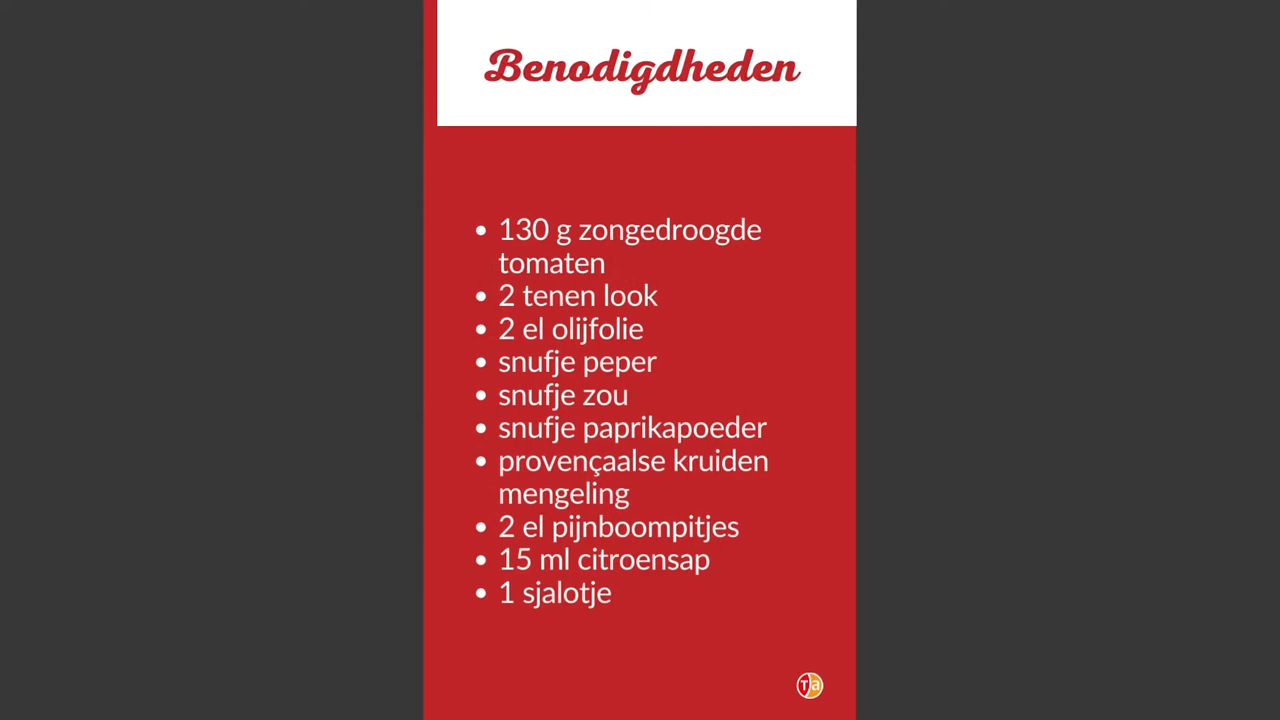 Benodigdheden
• 130 g zongedroogde
tomaten
• 2 tenen look
• 2 el olijfolie
• snufje peper
• snufje zou
• snufje paprikapoeder
• provençaalse kruiden
mengeling
• 2 el pijnboompitjes
• 15 ml citroensap
• 1 sjalotje
Ta